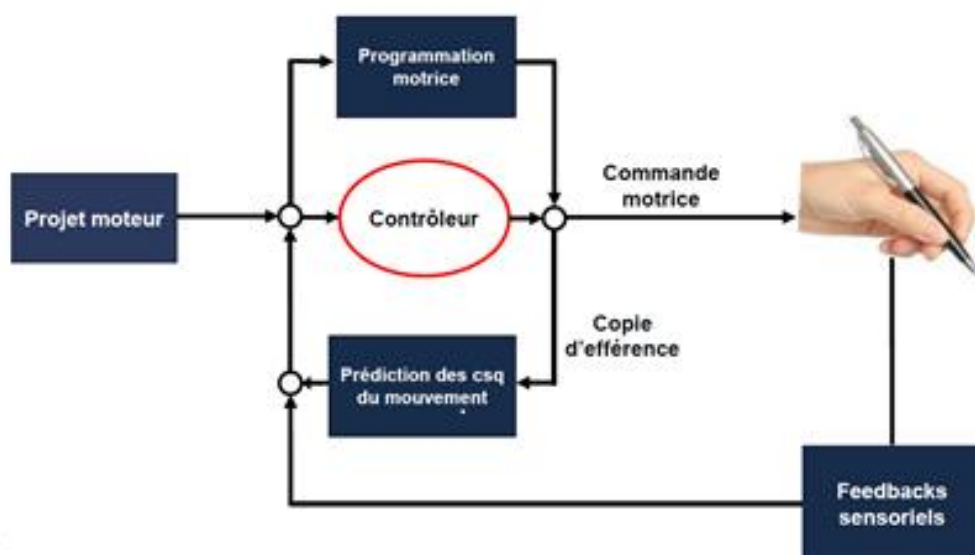 Programmation
motrice
Projet moteur
Contrôleur
Commande
motrice
Copie
d'efférence
Prédiction des csq
du mouvement
Feedbacks
sensoriels